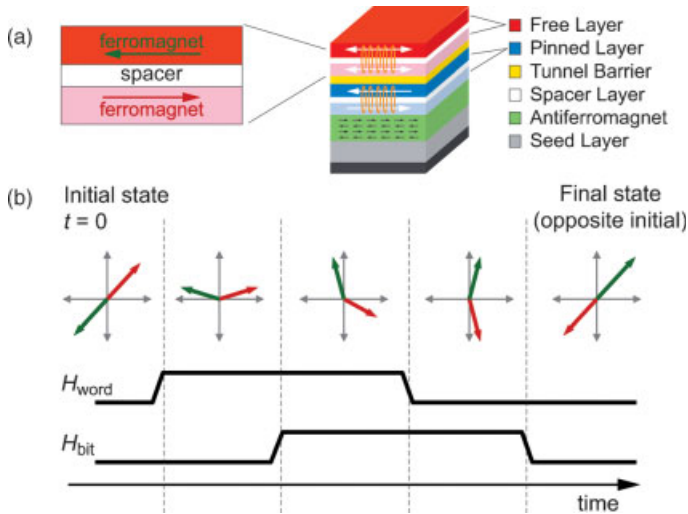 (a)
ferromagnet
spacer
ferromagnet
Free Layer
Pinned Layer
Tunnel Barrier
Spacer Layer
Antiferromagnet
Seed Layer
(b)
Initial state
t = 0
Final state
(opposite initial)
Hword
Hbit
time